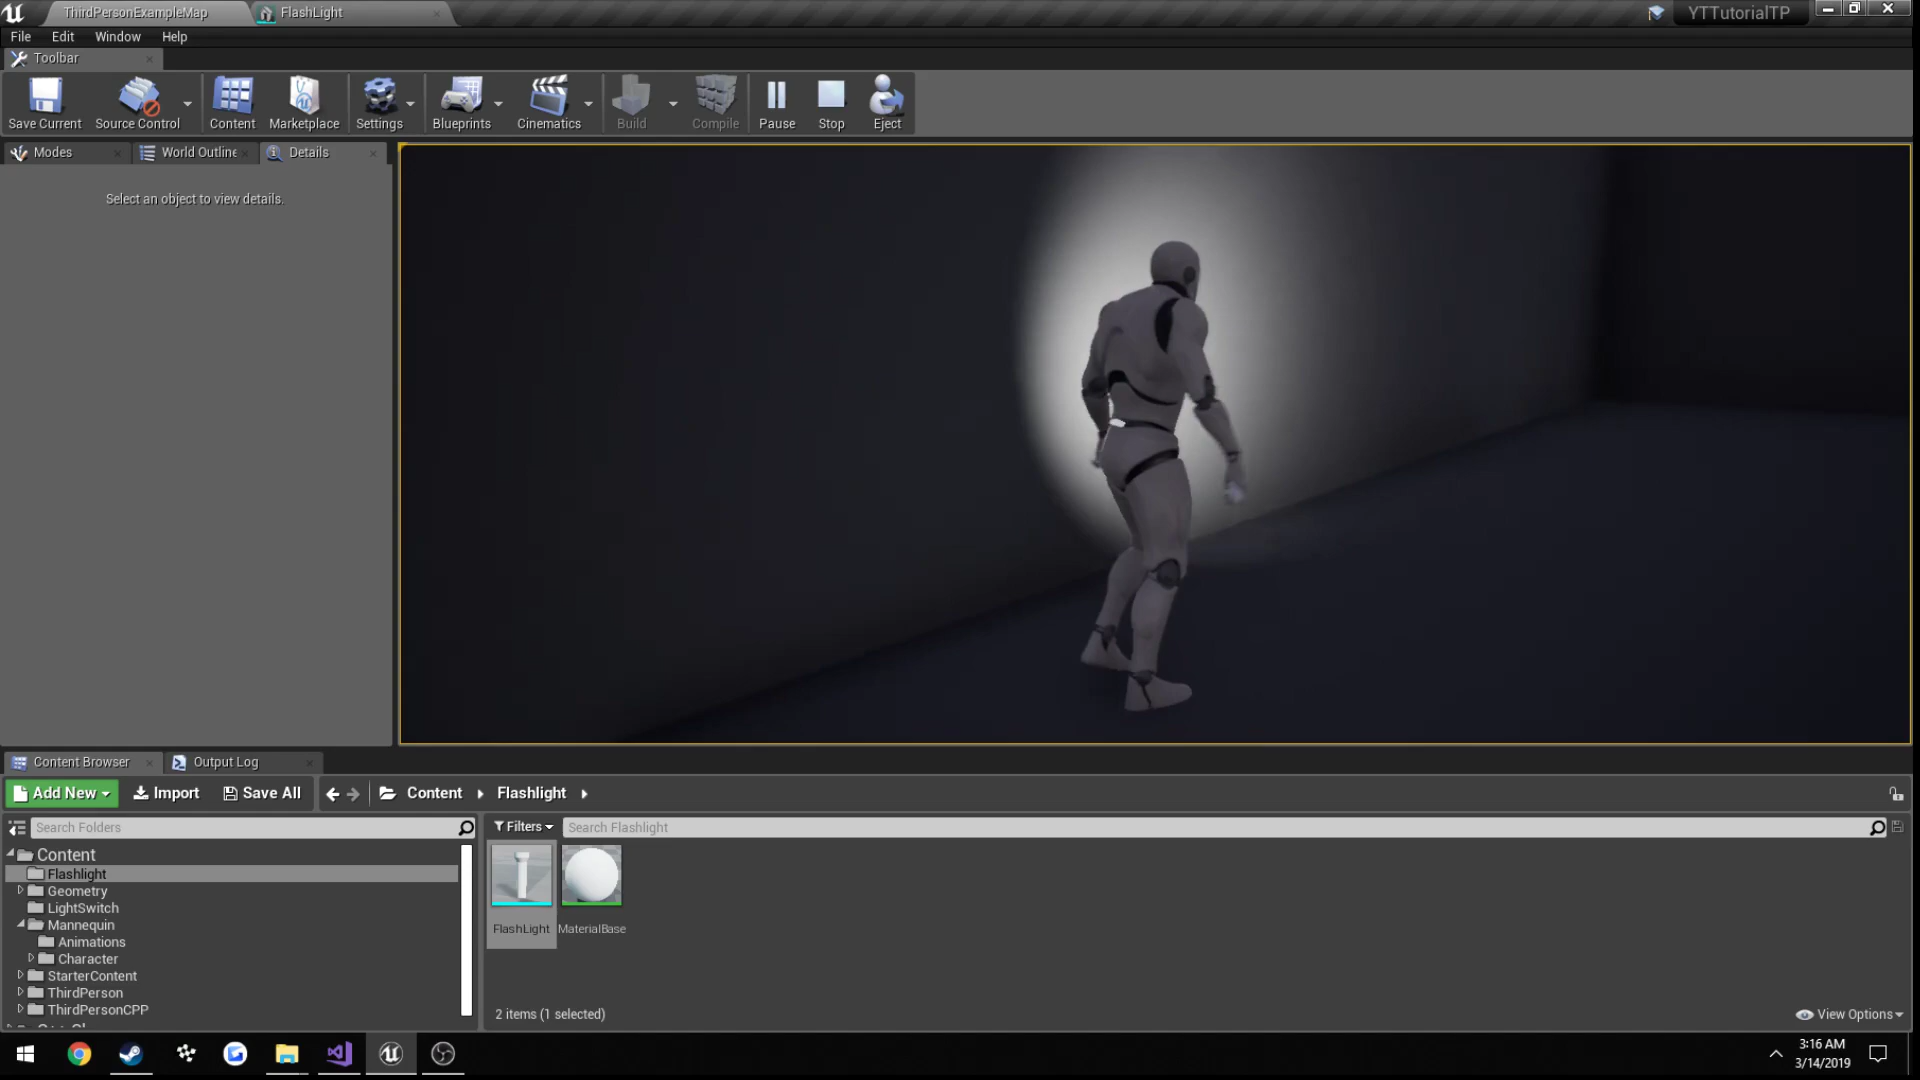 ThirdPersonExampleMap
FlashLight
YTTutorialTP
File Edit Window Help
Toolbar
Save Current
Source Control
Content
Marketplace
Settings
Blueprints
Cinematics
Build
Compile
Pause
Stop
Eject
Modes
World Outline
Details
Select an object to view details.
Content Browser
Output Log
Add New
Import
Save All
Content
Flashlight
Search Folders
Filters
Search Flashlight
Content
Flashlight
Geometry
LightSwitch
Mannequin
Animations
Character
StarterContent
ThirdPerson
ThirdPersonCPP
FlashLight
MaterialBase
2 items (1 selected)
View Options
3:16 AM
3/14/2019